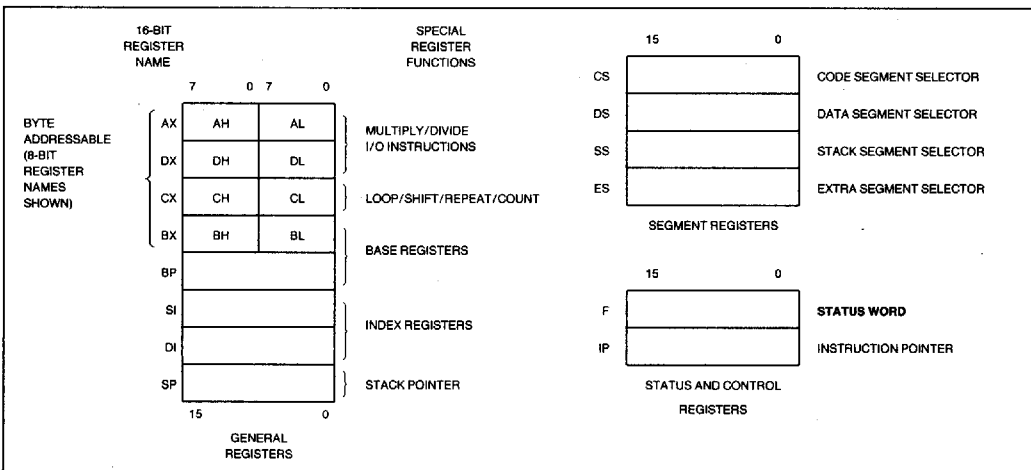 16-BIT
REGISTER
NAME
SPECIAL
REGISTER
FUNCTIONS
7 0 7 0
BYTE
ADDRESSABLE
(8-BIT
REGISTER
NAMES
SHOWN)
AX AH AL
DX DH DL
MULTIPLY/DIVIDE
I/O INSTRUCTIONS
CX CH CL LOOP/SHIFT/REPEAT/COUNT
BX BH BL
BP
BASE REGISTERS
SI
DI
INDEX REGISTERS
SP STACK POINTER
15 0
GENERAL
REGISTERS
15 0
CS CODE SEGMENT SELECTOR
DS DATA SEGMENT SELECTOR
SS STACK SEGMENT SELECTOR
ES EXTRA SEGMENT SELECTOR
SEGMENT REGISTERS
15 0
F STATUS WORD
IP INSTRUCTION POINTER
STATUS AND CONTROL
REGISTERS